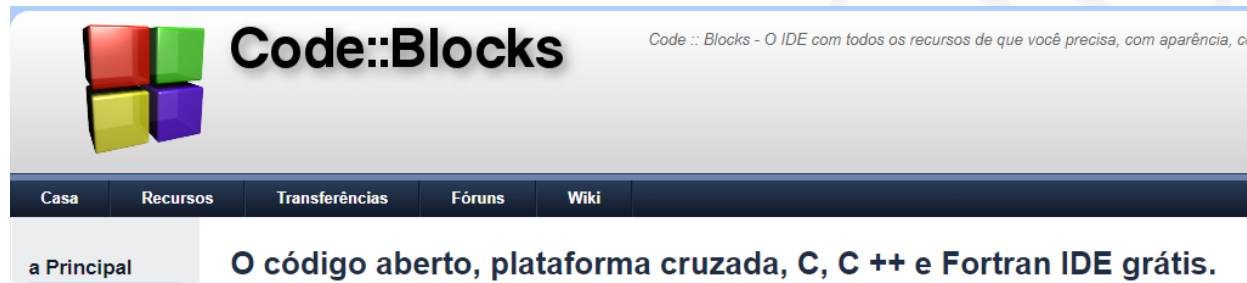 Code::Blocks
Code :: Blocks - O IDE com todos os recursos de que você precisa, com aparência,
Casa Recursos Transferências Fóruns Wiki
a Principal
O código aberto, plataforma cruzada, C, C ++ e Fortran IDE grátis.